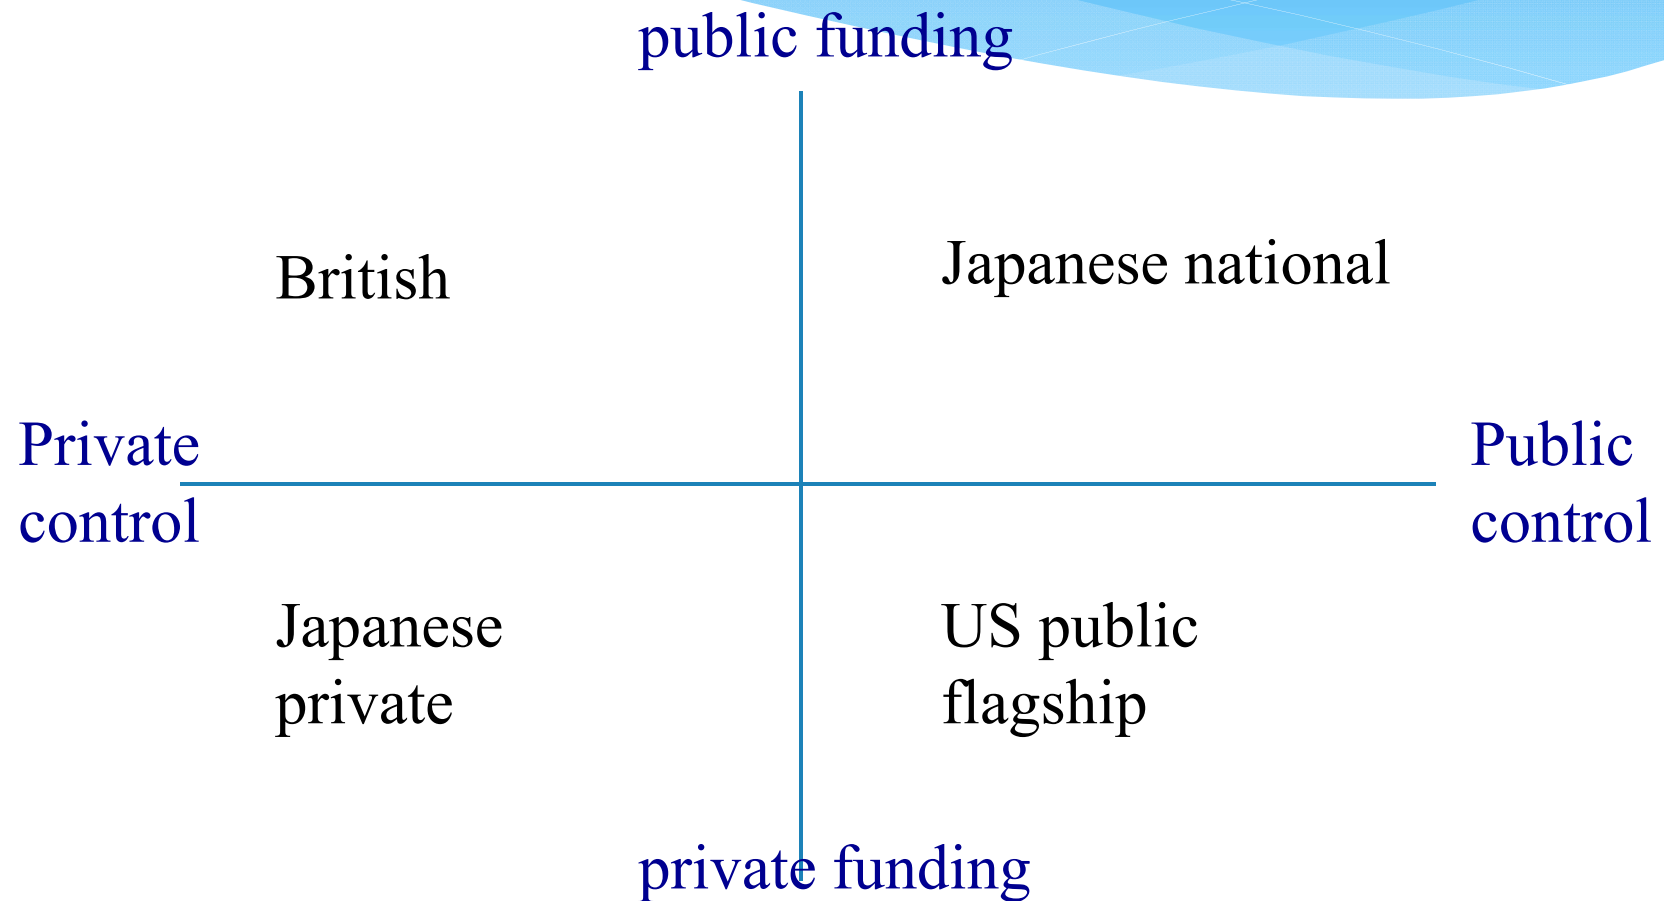 public funding
British
Japanese national
Private
control
Public
control
Japanese
private
US public
flagship
private funding